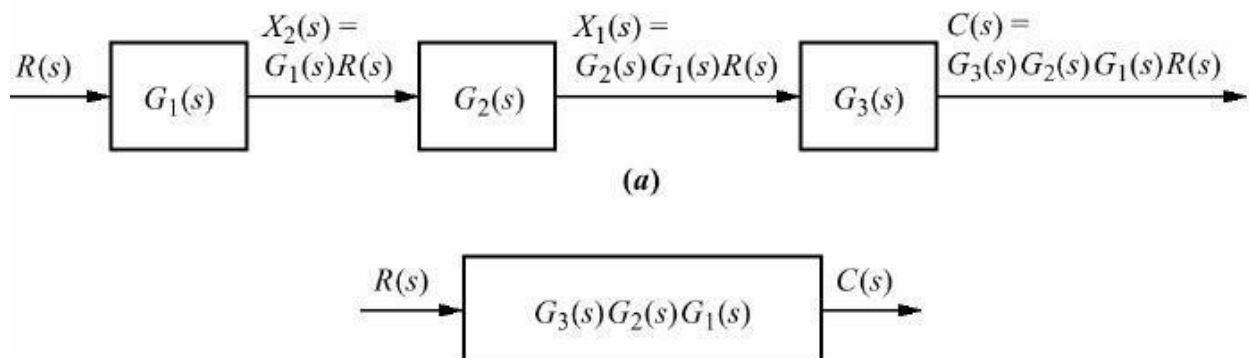 X₂(s) =
R(s)
G₁(s)
G₁(s)R(s)
G₂(s)
X₁(s) =
G₂(s)G₁(s)R(s)
G₃(s)
C(s) =
G₃(s)G₂(s)G₁(s)R(s)
(a)
R(s)
G₃(s)G₂(s)G₁(s)
C(s)